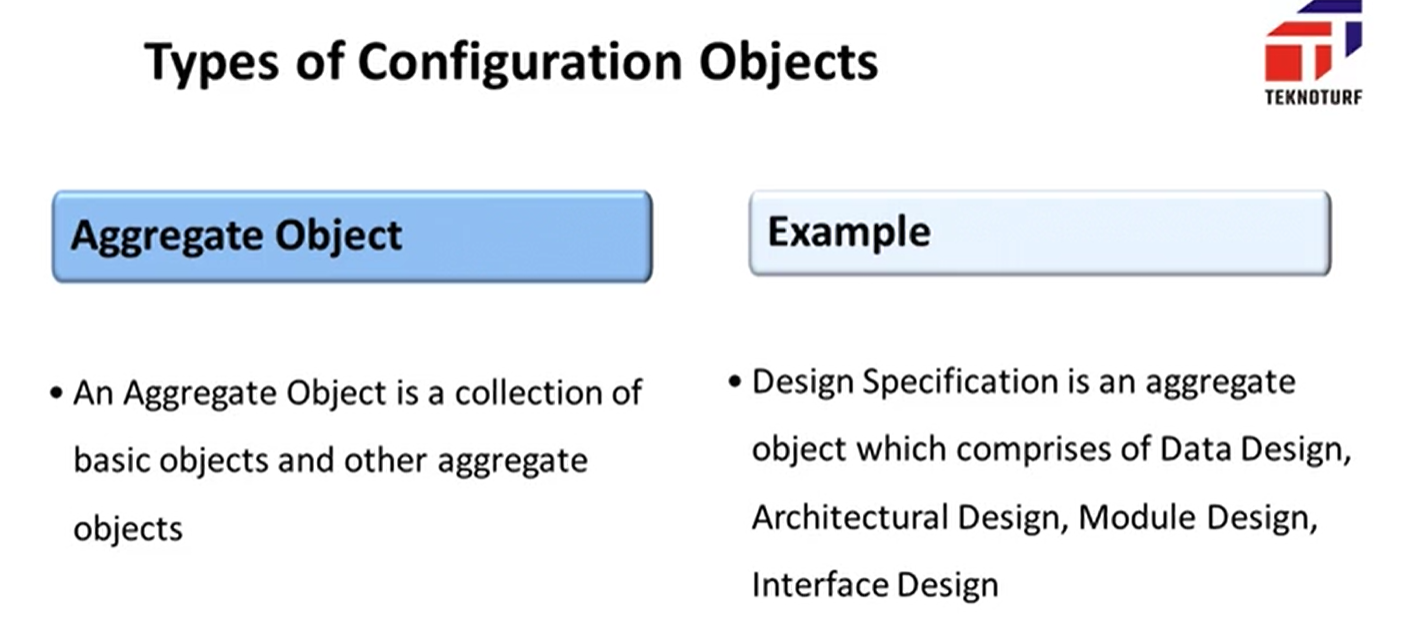 Types of Configuration Objects
TEKNOTURF
Aggregate Object
• An Aggregate Object is a collection of
basic objects and other aggregate
objects
Example
• Design Specification is an aggregate
object which comprises of Data Design,
Architectural Design, Module Design,
Interface Design